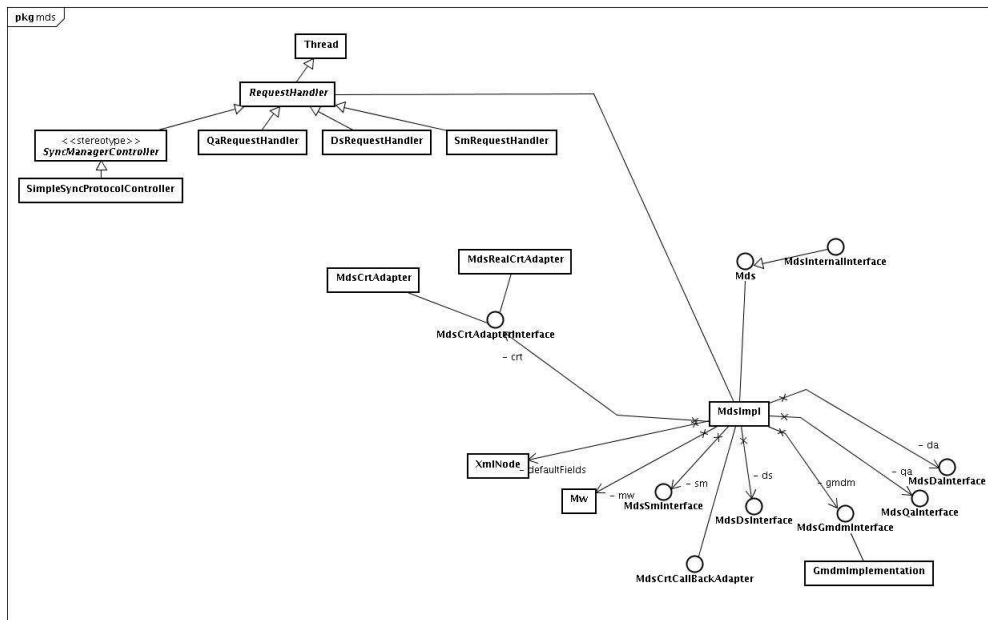 pkg mds
Thread
RequestHandler
<<stereotype>>
SyncManagerController
QaRequestHandler
DsRequestHandler
SmRequestHandler
SimpleSyncProtocolController
MdsInternalInterface
Mds
MdsRealCrtAdapter
MdsCrtAdapter
MdsCrtAdapterInterface
- crt
MdsImpl
- da
XmlNode
- defaultFields
- qa
MdsDaInterface
- ds
- sm
- gmdm
Mw
- mw
MdsSmInterface
MdsQaInterface
MdsDsInterface
MdsGmdmInterface
MdsCrtCallBackAdapter
GmdmImplementation